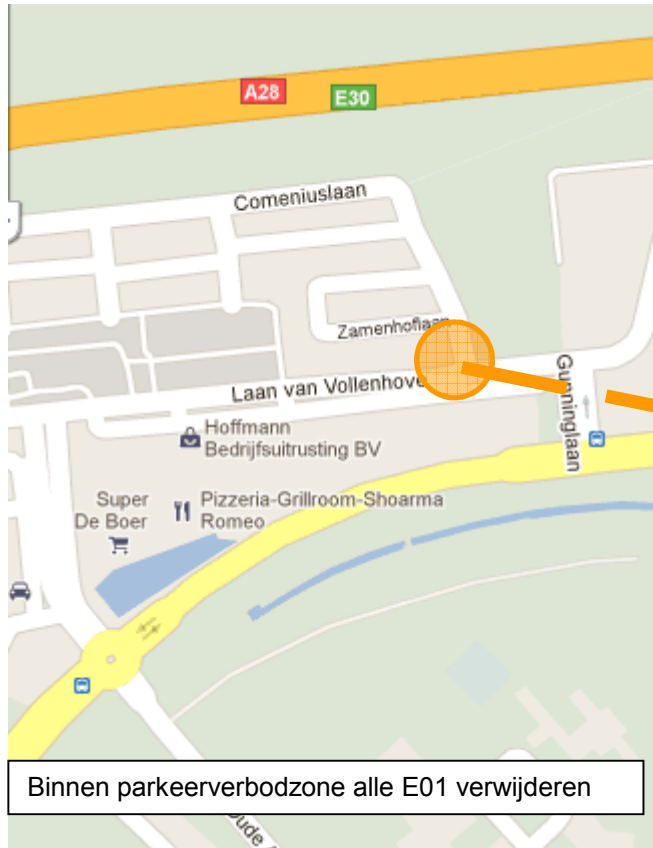 A28
E30
Comeniuslaan
Zamenhoflaan
Laan van Vollenhove
Gunninglaan
Hoffmann
Bedrijfsuitrusting BV
Super
De Boer
Pizzeria-Grillroom-Shoarma
Romeo
Binnen parkeerverbodzone alle E01 verwijderen